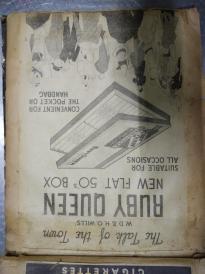 The Talk of the Town
W.D. & H.O. WILLS'
RUBY QUEEN
NEW FLAT 50ˢ BOX
SUITABLE FOR
ALL OCCASIONS
CONVENIENT FOR
THE POCKET OR
HANDBAG
CIGARETTES